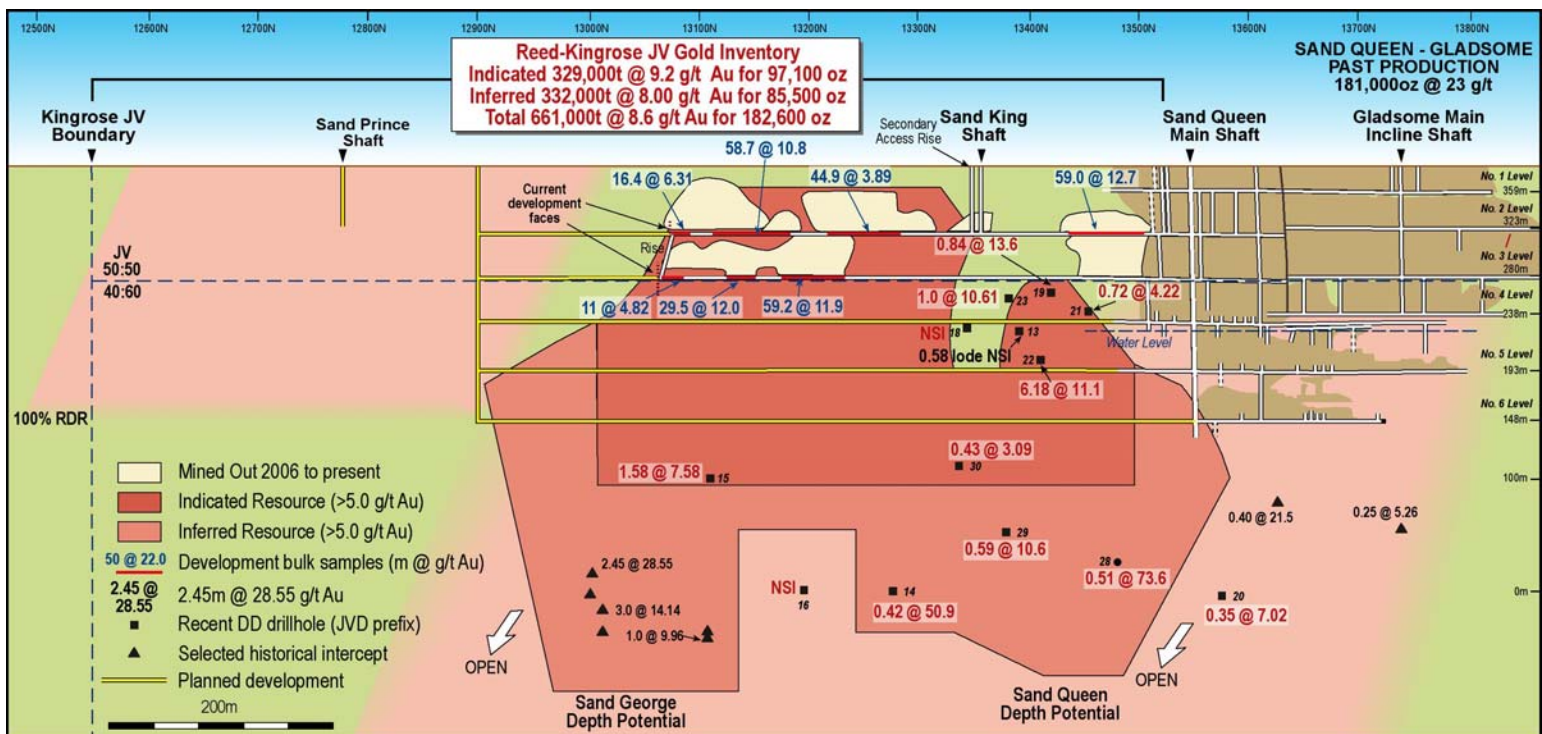 12500N
12600N
12700N
12800N
12900N
13000N
13100N
13200N
13300N
13400N
13500N
13600N
13700N
13800N
Reed-Kingrose JV Gold Inventory
Indicated 329,000t @ 9.2 g/t Au for 97,100 oz
Inferred 332,000t @ 8.00 g/t Au for 85,500 oz
Total 661,000t @ 8.6 g/t Au for 182,600 oz
SAND QUEEN - GLADSOME
PAST PRODUCTION
181,000oz @ 23 g/t
Kingrose JV
Boundary
Sand Prince
Shaft
Secondary
Access Rise
Sand King
Shaft
Sand Queen
Main Shaft
Gladsome Main
Incline Shaft
58.7 @ 10.8
16.4 @ 6.31
44.9 @ 3.89
59.0 @ 12.7
Current
development
faces
Rise
No. 1 Level
359m
No. 2 Level
323m
/
No. 3 Level
280m
No. 4 Level
238m
No. 5 Level
193m
No. 6 Level
148m
100m
0m
JV
50:50
40:60
0.84 @ 13.6
11 @ 4.82
29.5 @ 12.0
59.2 @ 11.9
1.0 @ 10.61
23
19
0.72 @ 4.22
21
NSI
18
13
0.58 lode NSI
Water Level
22
6.18 @ 11.1
100% RDR
1.58 @ 7.58
15
0.43 @ 3.09
30
0.40 @ 21.5
0.25 @ 5.26
29
0.59 @ 10.6
28
0.51 @ 73.6
2.45 @ 28.55
3.0 @ 14.14
1.0 @ 9.96
NSI
16
14
0.42 @ 50.9
20
0.35 @ 7.02
OPEN
OPEN
Sand George
Depth Potential
Sand Queen
Depth Potential
Mined Out 2006 to present
Indicated Resource (>5.0 g/t Au)
Inferred Resource (>5.0 g/t Au)
50 @ 22.0
Development bulk samples (m @ g/t Au)
2.45 @
28.55
2.45m @ 28.55 g/t Au
Recent DD drillhole (JVD prefix)
Selected historical intercept
Planned development
200m